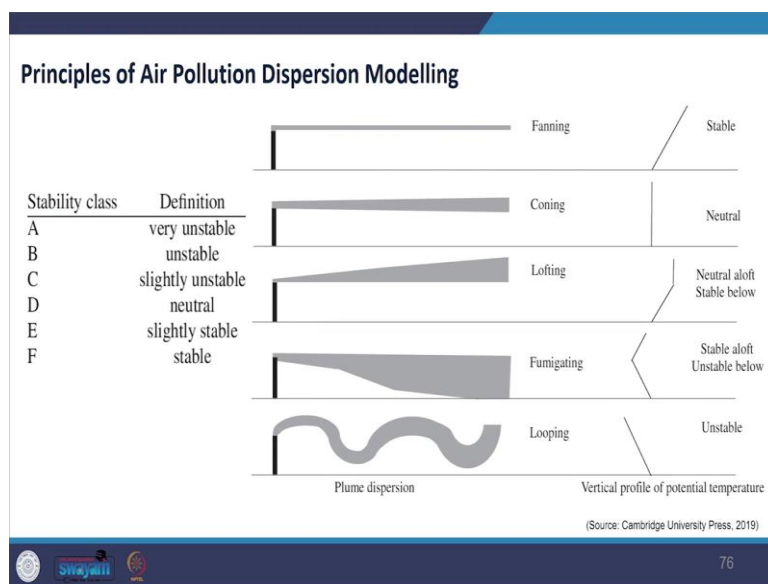 Principles of Air Pollution Dispersion Modelling
Stability class Definition
A very unstable
B unstable
C slightly unstable
D neutral
E slightly stable
F stable
Fanning Stable
Coning Neutral
Lofting Neutral aloft
Stable below
Fumigating Stable aloft
Unstable below
Looping Unstable
Plume dispersion Vertical profile of potential temperature
(Source: Cambridge University Press, 2019)
swayam
NPTEL
76